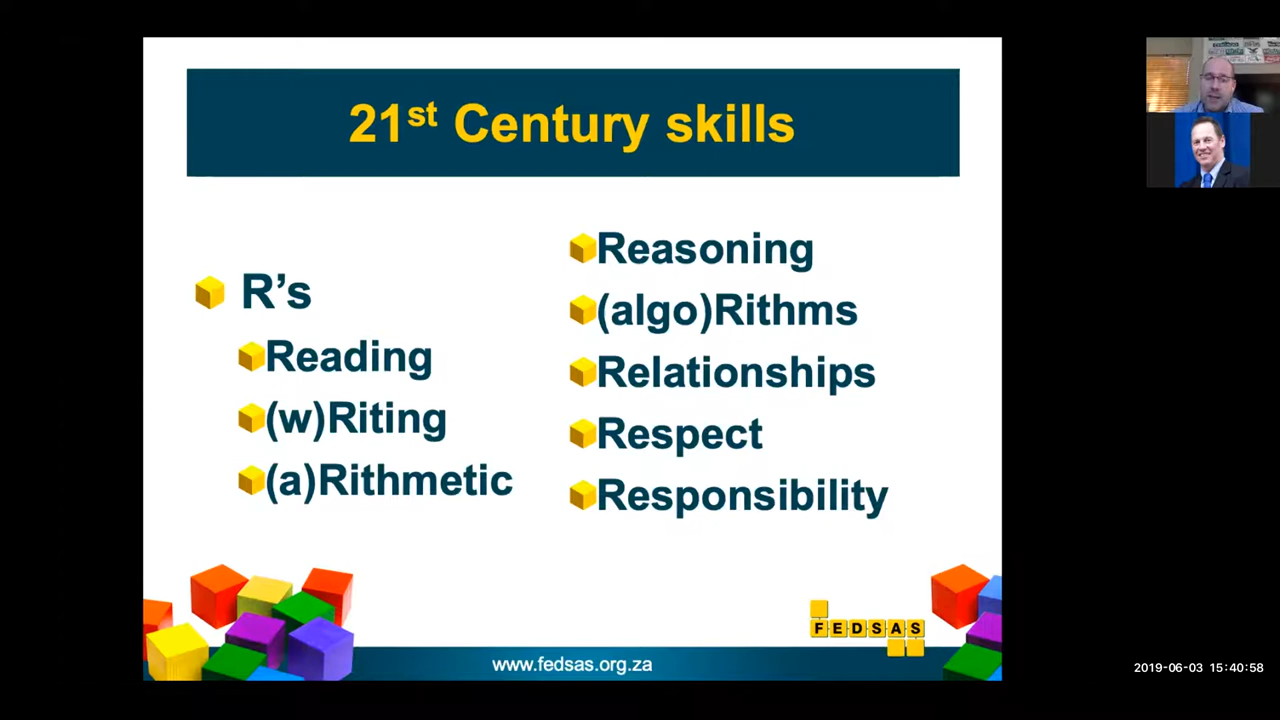 21st Century skills
R's
Reading
(w)Riting
(a)Rithmetic
Reasoning
(algo)Rithms
Relationships
Respect
Responsibility
FEDSAS
www.fedsas.org.za
2019-06-03 15:40:58